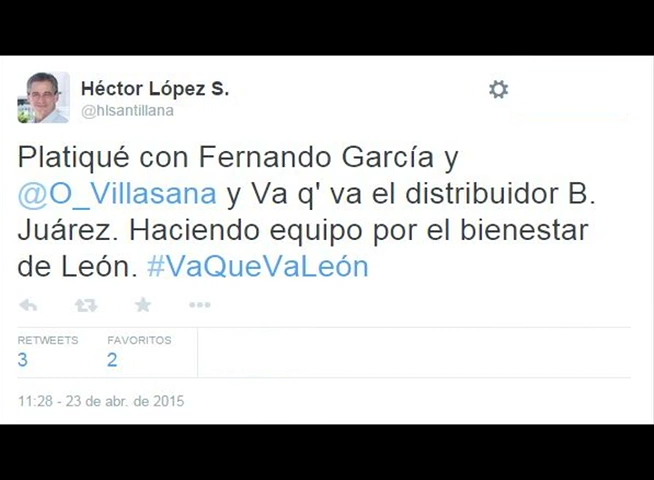 Héctor López S.
@hlsantillana
Platiqué con Fernando García y
@O_Villasana y Va q' va el distribuidor B.
Juárez. Haciendo equipo por el bienestar
de León. #VaQueVaLeón
RETWEETS FAVORITOS
3 2
11:28 - 23 de abr. de 2015